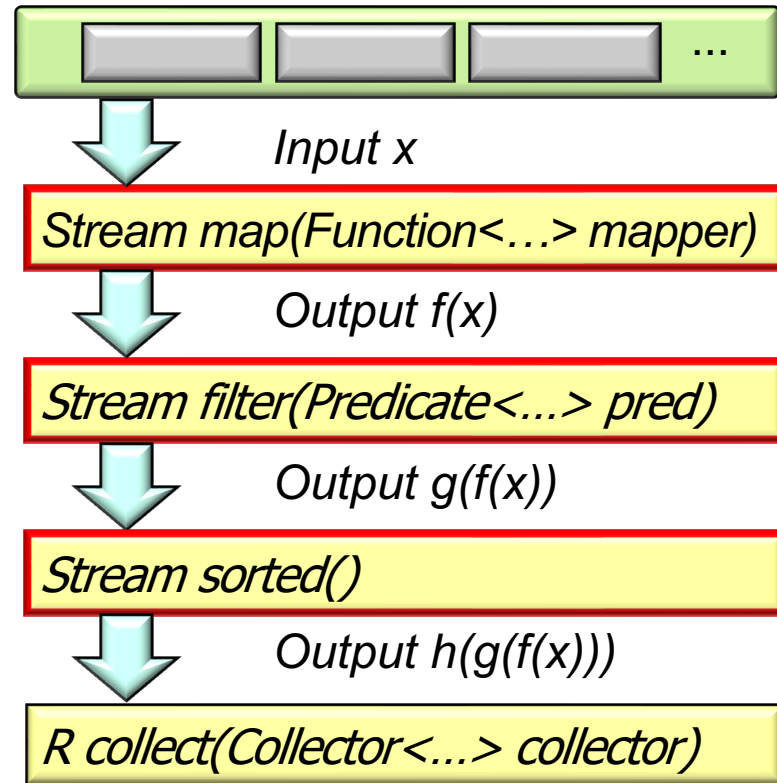 ...
Input x
Stream map(Function<…> mapper)
Output f(x)
Stream filter(Predicate<...> pred)
Output g(f(x))
Stream sorted()
Output h(g(f(x)))
R collect(Collector<...> collector)